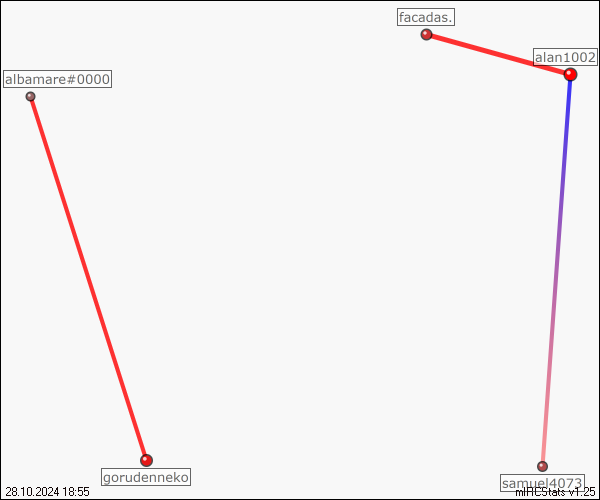 facadas.
alan1002
albamare#0000
gorudenneko
samuel4073
28.10.2024 18:55
mIRCStats v1.25